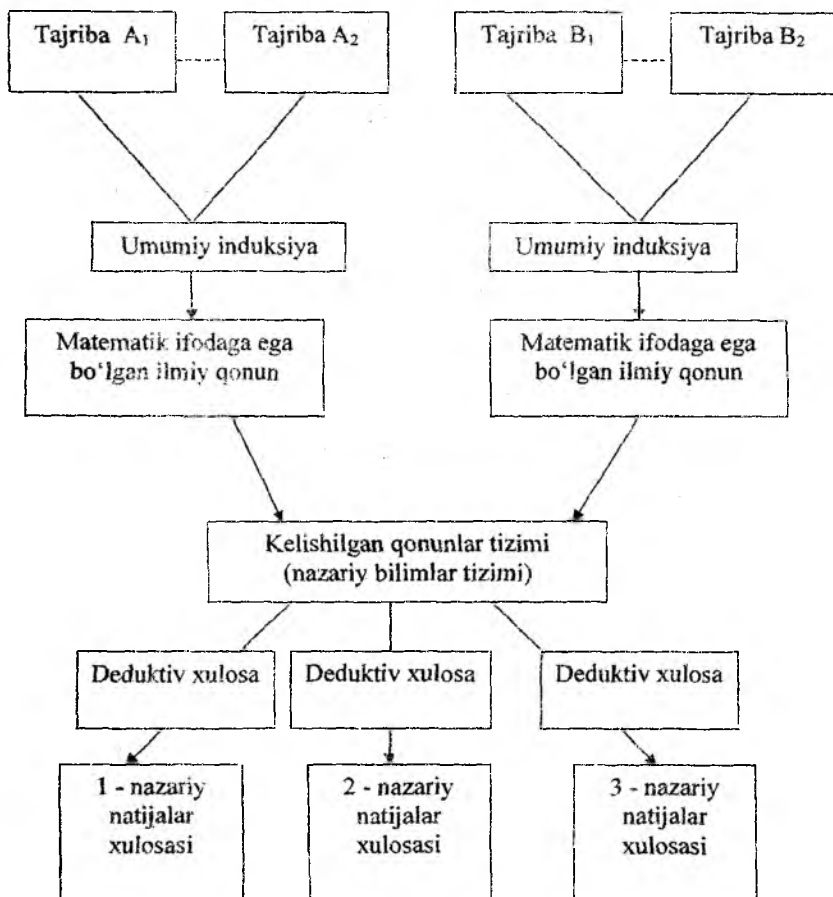 Tajriba A₁
Tajriba A₂
Tajriba B₁
Tajriba B₂
Umumiy induksiya
Umumiy induksiya
Matematik ifodaga ega
bo‘lgan ilmiy qonun
Matematik ifodaga ega
bo‘lgan ilmiy qonun
Kelishilgan qonunlar tizimi
(nazariy bilimlar tizimi)
Deduktiv xulosa
Deduktiv xulosa
Deduktiv xulosa
1 - nazariy
natijalar
xulosasi
2 - nazariy
natijalar
xulosasi
3 - nazariy
natijalar
xulosasi